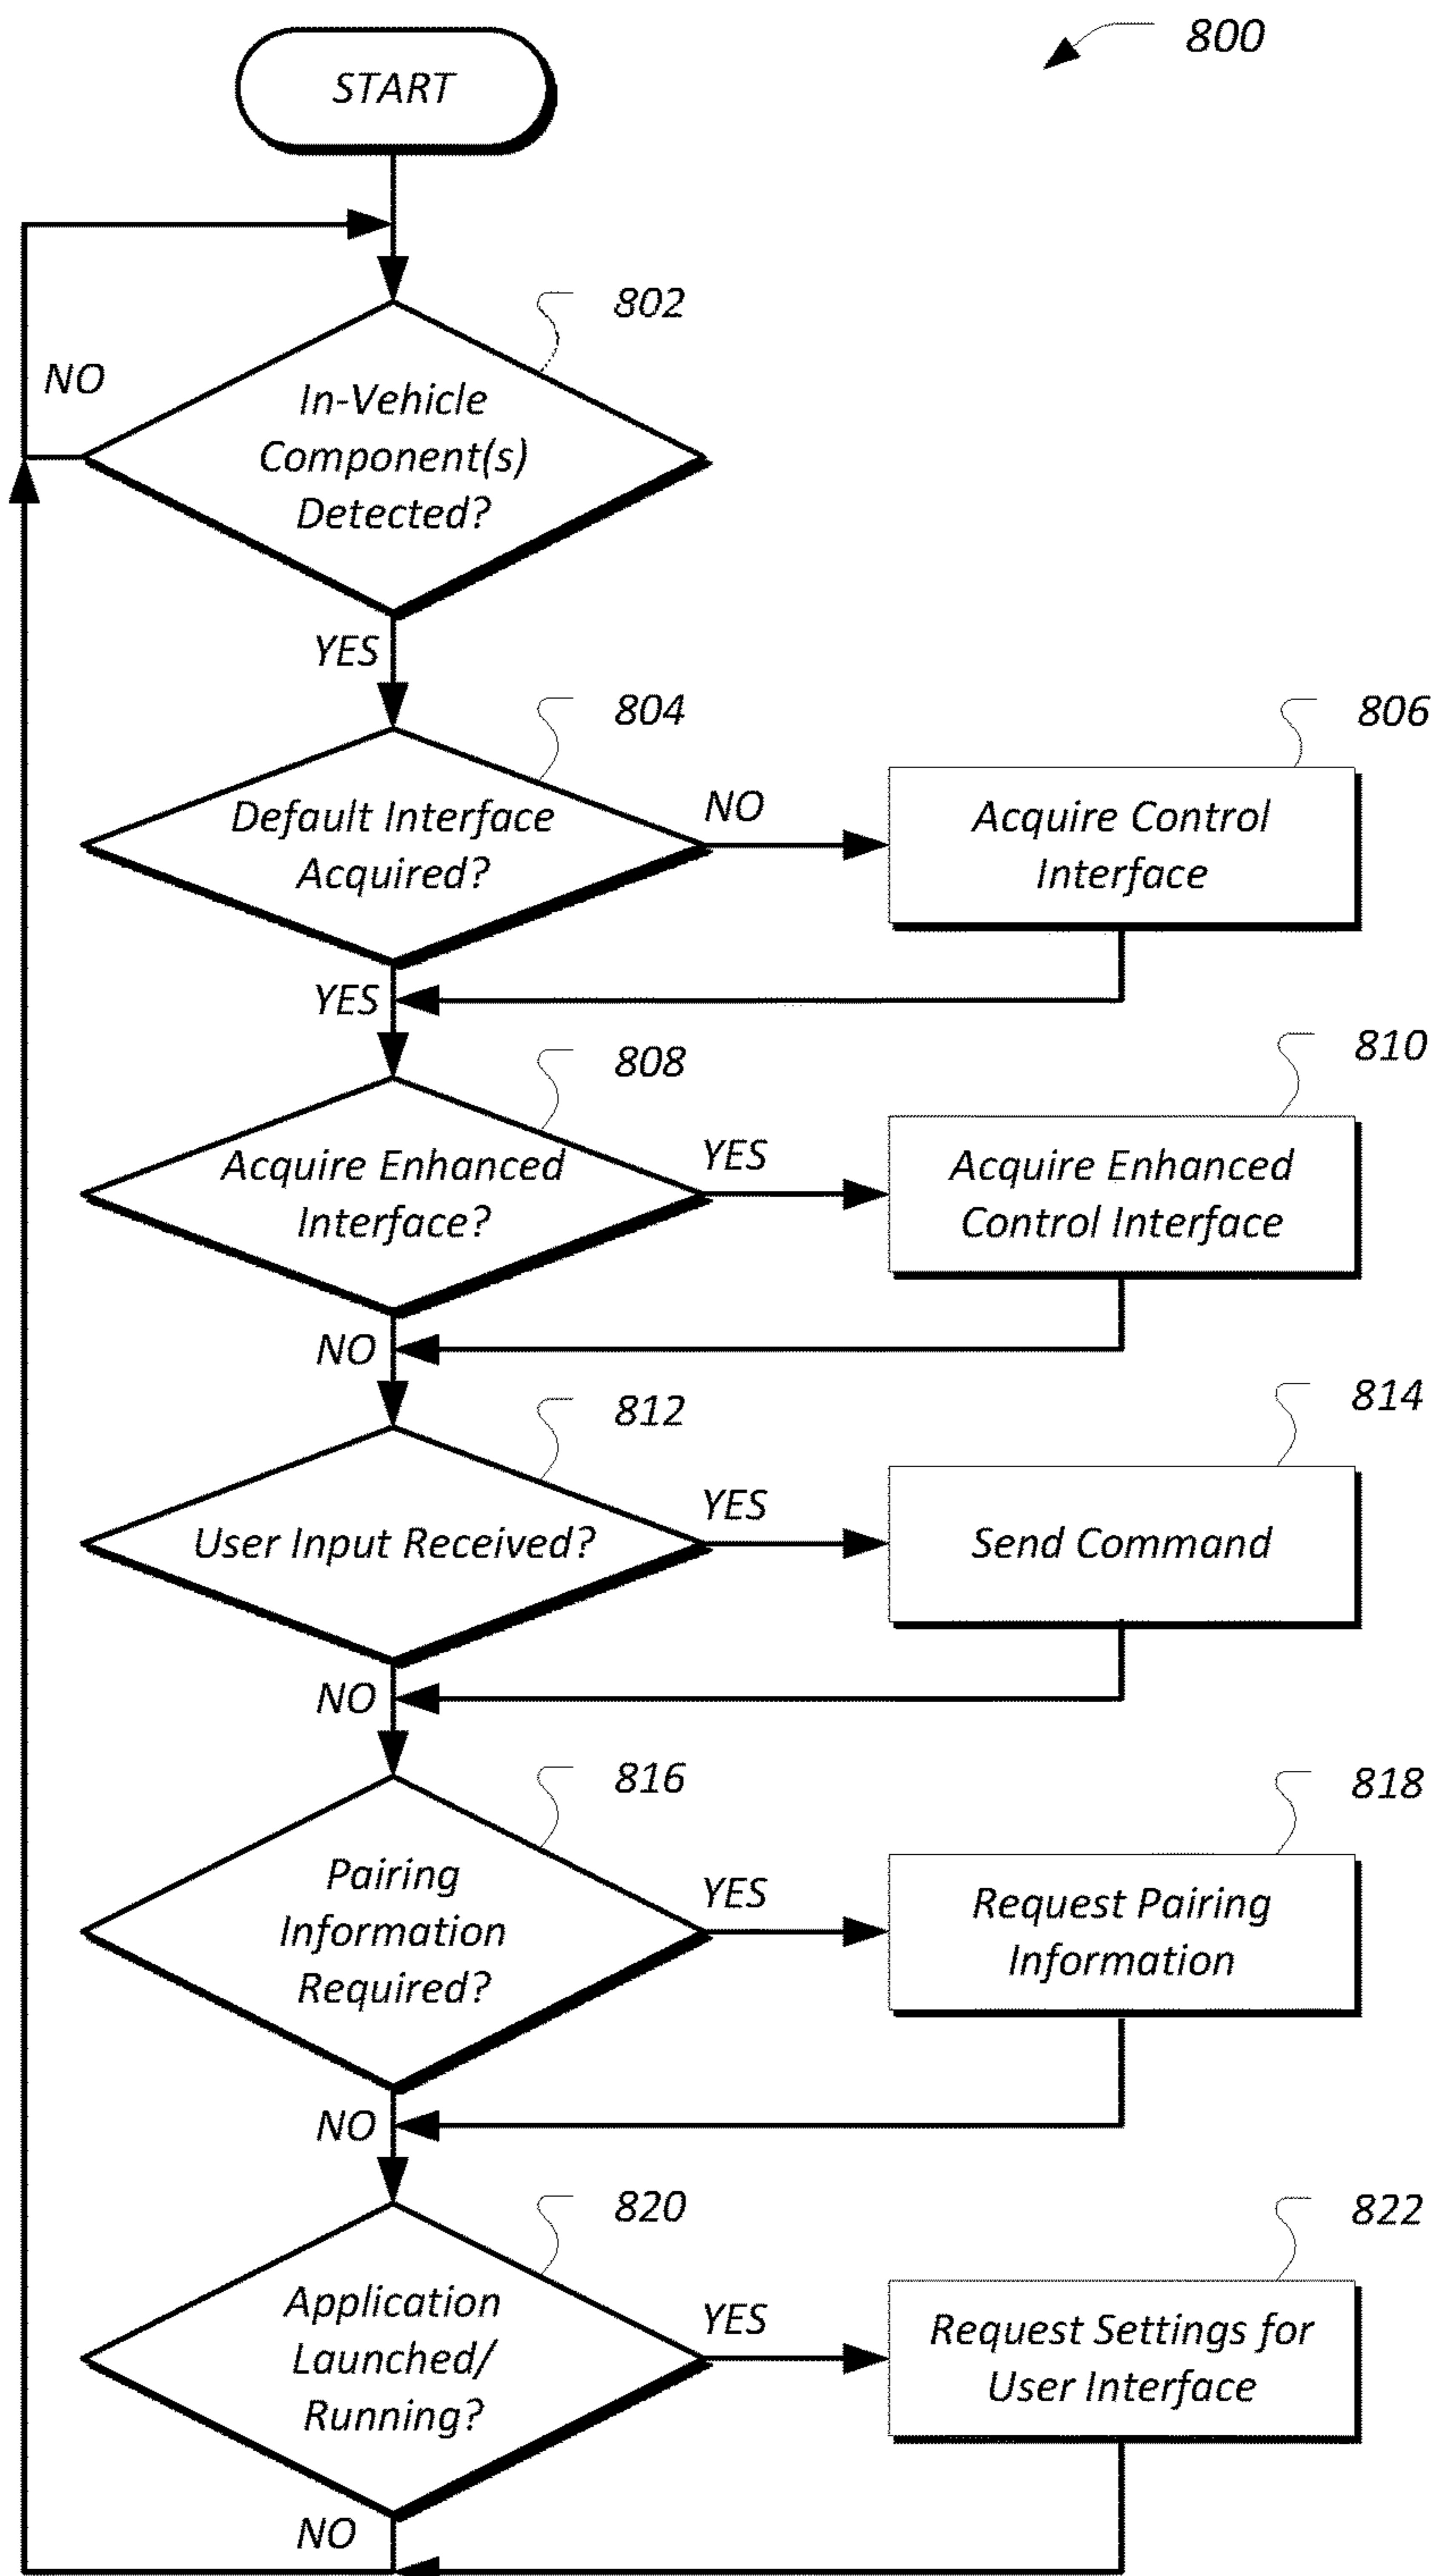 800
START
802
NO
In-Vehicle
Component(s)
Detected?
YES
804
806
Default Interface
Acquired?
NO
Acquire Control
Interface
YES
808
810
Acquire Enhanced
Interface?
YES
Acquire Enhanced
Control Interface
NO
812
814
User Input Received?
YES
Send Command
NO
816
818
Pairing
Information
Required?
YES
Request Pairing
Information
NO
820
822
Application
Launched/
Running?
YES
Request Settings for
User Interface
NO